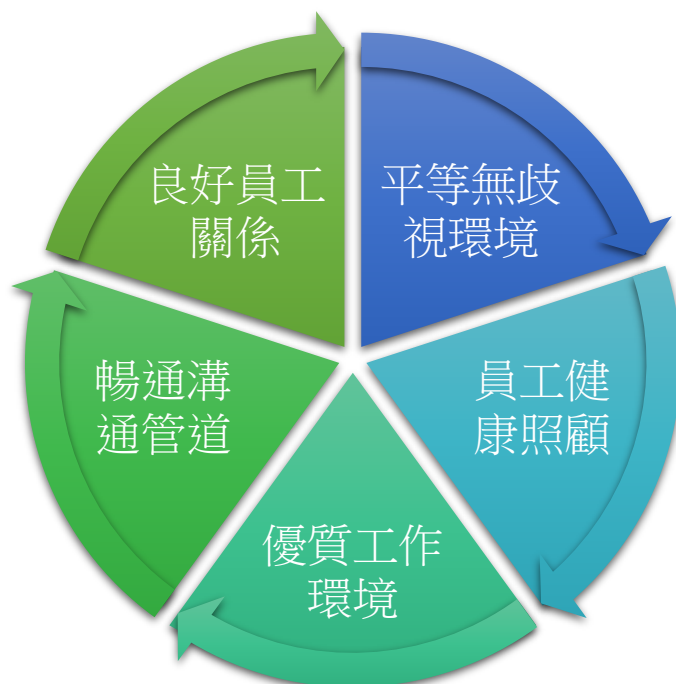 平等無歧
視環境
員工健
康照顧
優質工作
環境
暢通溝
通管道
良好員工
關係